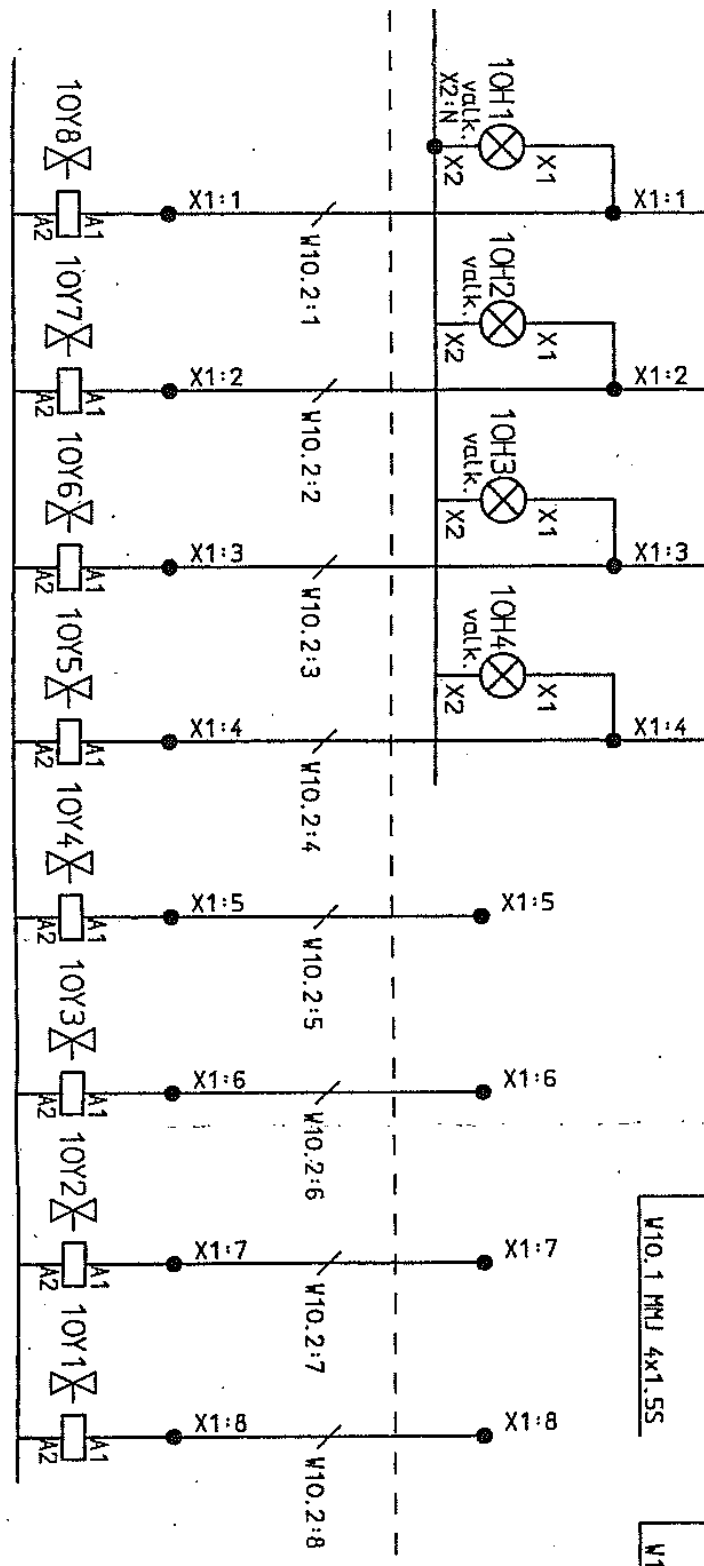 10H1
valk.
X2:N
X2
X1
X1:1
10Y8
A2
A1
X1:1
W10.2:1
10H2
valk.
X2
X1
X1:2
10Y7
A2
A1
X1:2
W10.2:2
10H3
valk.
X2
X1
X1:3
10Y6
A2
A1
X1:3
W10.2:3
10H4
valk.
X2
X1
X1:4
10Y5
A2
A1
X1:4
W10.2:4
10Y4
A2
A1
X1:5
W10.2:5
X1:5
10Y3
A2
A1
X1:6
W10.2:6
X1:6
10Y2
A2
A1
X1:7
W10.2:7
X1:7
10Y1
A2
A1
X1:8
W10.2:8
X1:8
W10.1 MMJ 4x1.5S